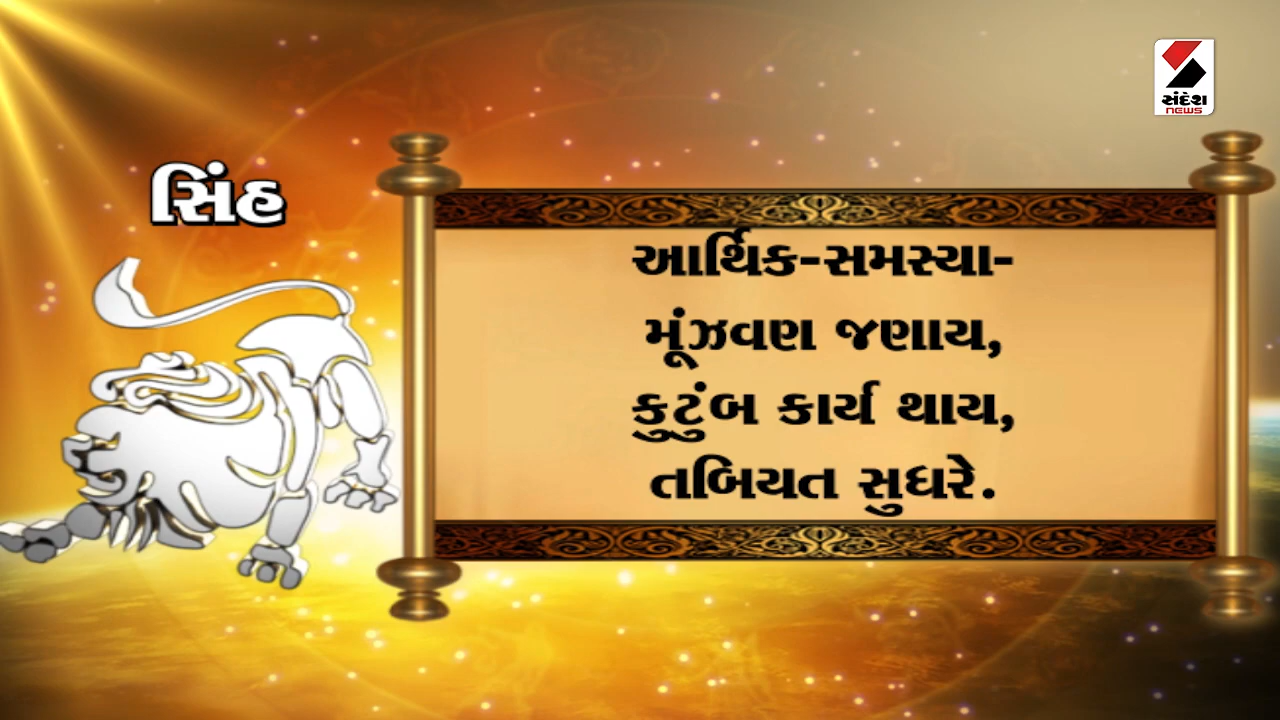 સંદેશ
NEWS
સિંહ
આર્થિક-સમસ્યા-
મૂંઝવણ જણાય,
કુટુંબ કાર્ય થાય,
તબિયત સુધરે.